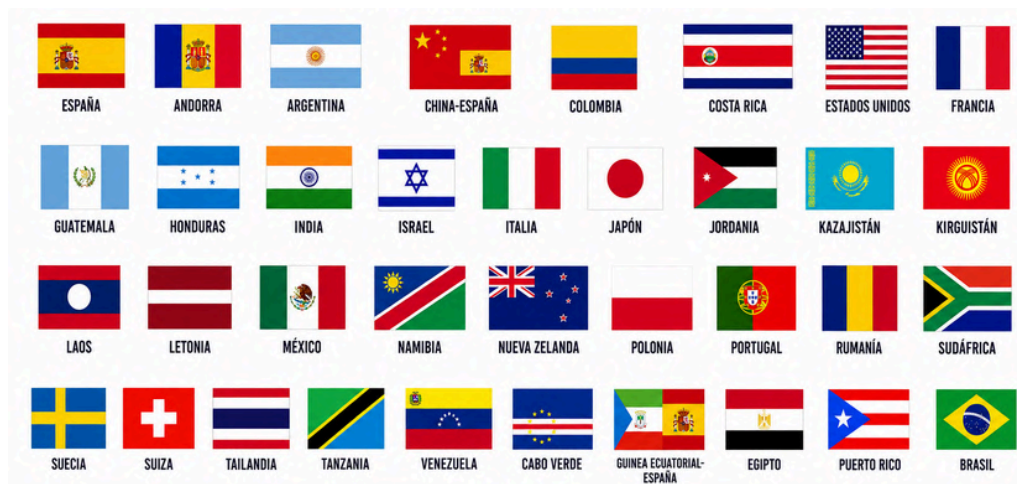 ESPAÑA
ANDORRA
ARGENTINA
CHINA-ESPAÑA
COLOMBIA
COSTA RICA
ESTADOS UNIDOS
FRANCIA
GUATEMALA
HONDURAS
INDIA
ISRAEL
ITALIA
JAPÓN
JORDANIA
KAZAJISTÁN
KIRGUISTÁN
LAOS
LETONIA
MÉXICO
NAMIBIA
NUEVA ZELANDA
POLONIA
PORTUGAL
RUMANÍA
SUDÁFRICA
SUECIA
SUIZA
TAILANDIA
TANZANIA
VENEZUELA
CABO VERDE
GUINEA ECUATORIAL-
ESPAÑA
EGIPTO
PUERTO RICO
BRASIL